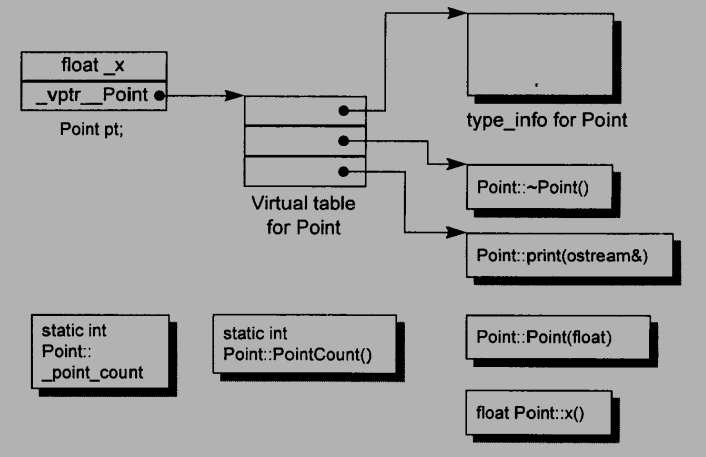 float _x
_vptr__Point
Point pt;
type_info for Point
Virtual table
for Point
Point::~Point()
Point::print(ostream&)
static int
Point::
_point_count
static int
Point::PointCount()
Point::Point(float)
float Point::x()